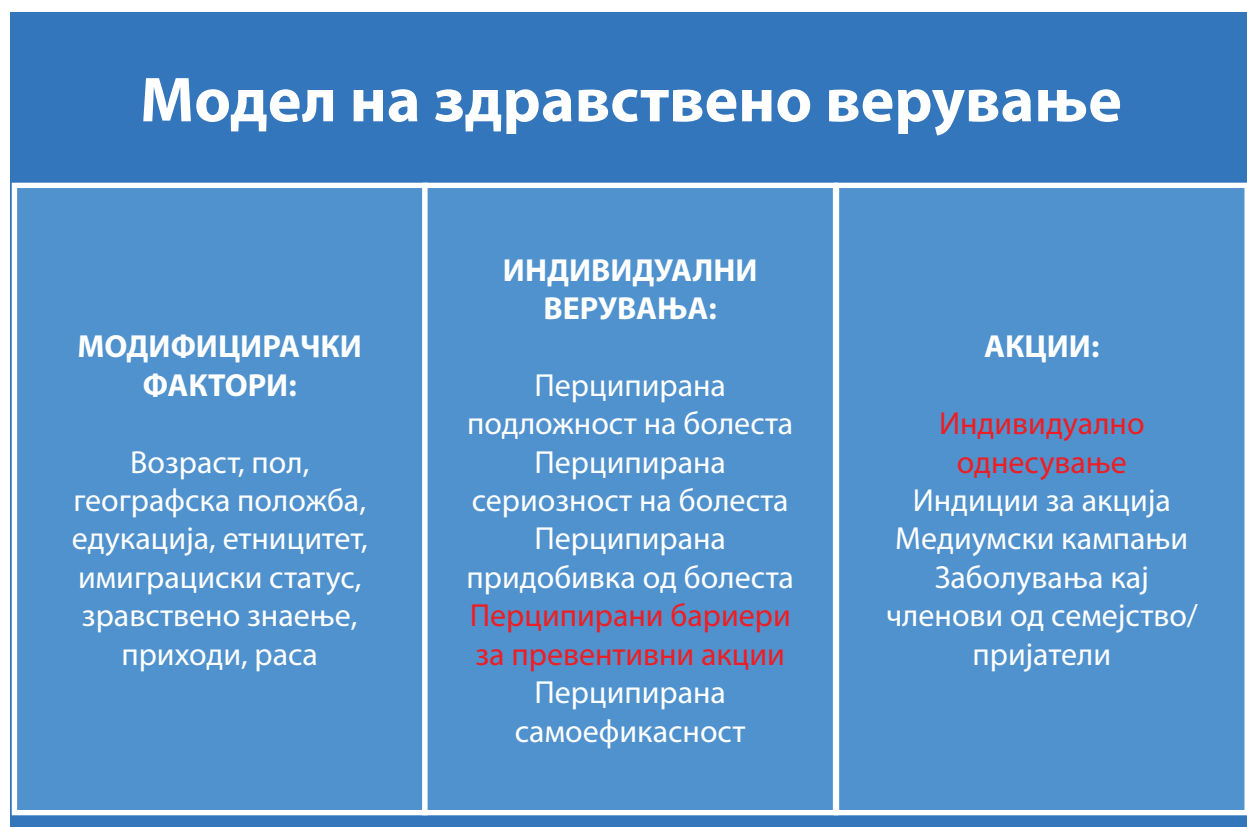 Модел на здравствено верување
МОДИФИЦИРАЧКИ
ФАКТОРИ:
Возраст, пол,
географска положба,
едукација, етницитет,
имиграциски статус,
зравствено знаење,
приходи, раса
ИНДИВИДУАЛНИ
ВЕРУВАЊА:
Перципирана
подложност на болеста
Перципирана
сериозност на болеста
Перципирана
придобивка од болеста
Перципирани бариери
за превентивни акции
Перципирана
самоефикасност
АКЦИИ:
Индивидуално
однесување
Индиции за акција
Медиумски кампањи
Заболувања кај
членови од семејство/
пријатели